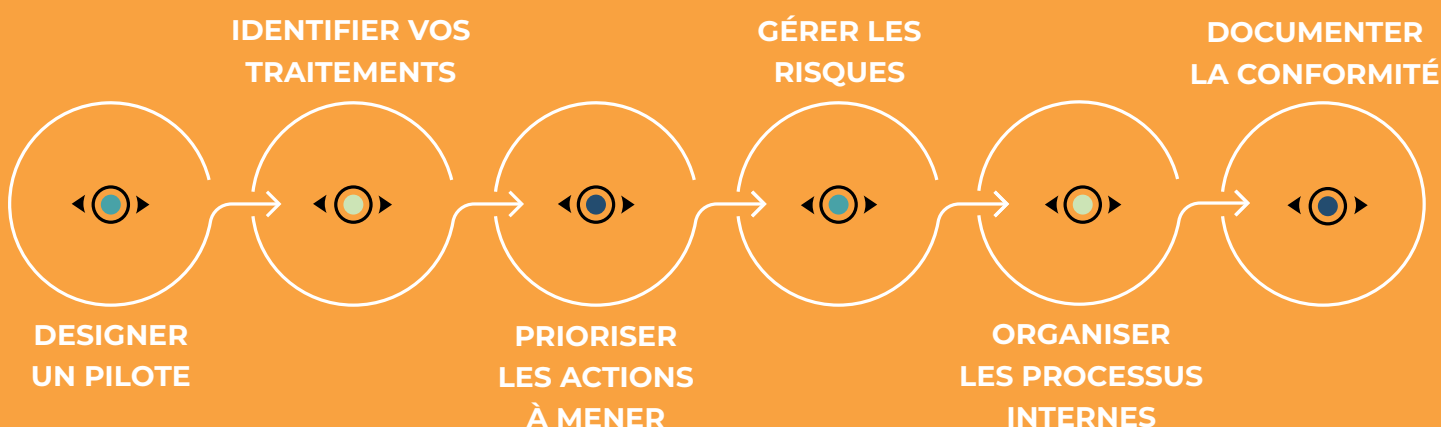 DESIGNER
UN PILOTE
IDENTIFIER VOS
TRAITEMENTS
PRIORISER
LES ACTIONS
À MENER
GÉRER LES
RISQUES
ORGANISER
LES PROCESSUS
INTERNES
DOCUMENTER
LA CONFORMITÉ